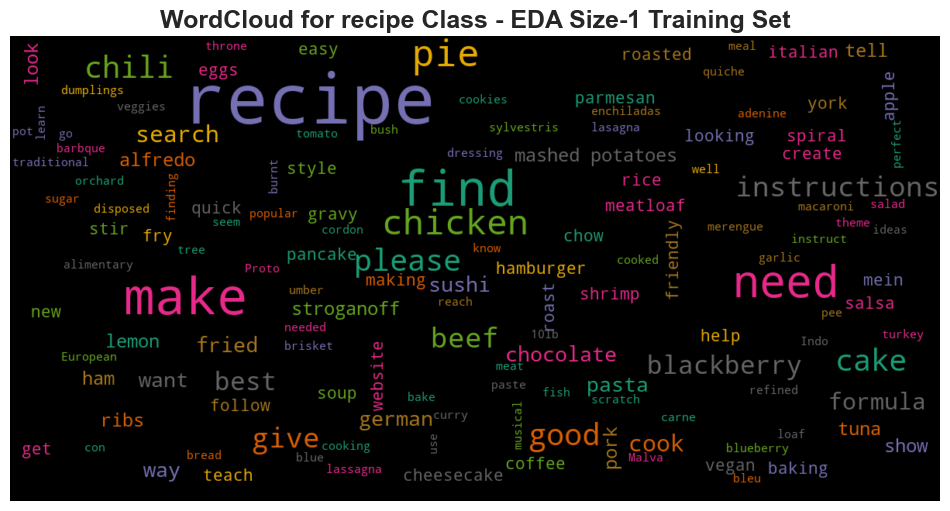 WordCloud for recipe Class - EDA Size-1 Training Set
throne
easy
pie
roasted
meal
italian
tell
look
chili
eggs
quiche
dumplings
recipe
cookies
parmesan
enchiladas
york
apple
veggies
adenine
learn
pot
go
search
tomato
bush
sylvestris
lasagna
looking
spiral
perfect
barbque
traditional
alfredo
style
dressing
mashed potatoes
create
well
orchard
burnt
find
rice
instructions
sugar
finding
disposed
quick
popular
gravy
chicken
meatloaf
macaroni
salad
stir
seem
cordon
merengue
theme
ideas
fry
tree
pancake
know
chow
friendly
instruct
alimentary
Proto
please
hamburger
cooked
garlic
make
umber
making
sushi
roast
shrimp
need
mein
new
stroganoff
reach
salsa
pee
needed
lemon
fried
brisket
beef
101b
help
Indo
turkey
European
website
chocolate
blackberry
cake
ham
want
best
meat
soup
bake
paste
fish
pasta
scratch
refined
formula
follow
ribs
german
curry
musical
carne
tuna
get
con
give
cooking
use
good
pork
cook
blueberry
loaf
show
bread
blue
Malva
way
teach
lassagna
cheesecake
coffee
vegan
baking
bleu